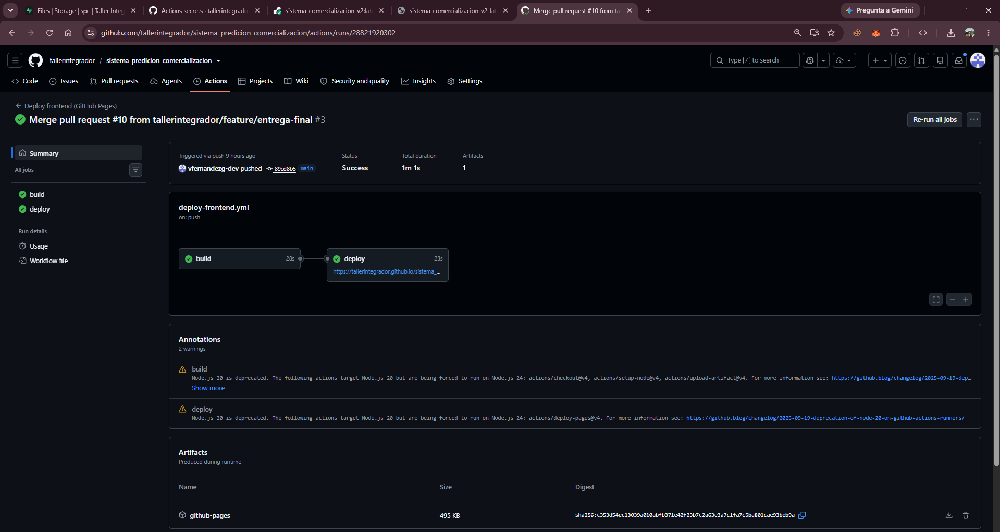 Files | Storage | spc | Taller Integ
Actions secrets · tallerintegrado
sistema_comercializacion_v2:lat
sistema-comercializacion-v2-lat
Merge pull request #10 from ta
Pregunta a Gemini
github.com/tallerintegrador/sistema_predicion_comercializacion/actions/runs/28821920302
tallerintegrador / sistema_predicion_comercializacion
Type / to search
Code
Issues
Pull requests
Agents
Actions
Projects
Wiki
Security and quality
Insights
Settings
Deploy frontend (GitHub Pages)
Merge pull request #10 from tallerintegrador/feature/entrega-final #3
Re-run all jobs
Summary
All jobs
build
deploy
Run details
Usage
Workflow file
Triggered via push 9 hours ago
vfernandezg-dev pushed 89cd8b5 main
Status
Success
Total duration
1m 1s
Artifacts
1
deploy-frontend.yml
on: push
build 28s
deploy 23s
https://tallerintegrador.github.io/sistema_...
Annotations
2 warnings
build
Node.js 20 is deprecated. The following actions target Node.js 20 but are being forced to run on Node.js 24: actions/checkout@v4, actions/setup-node@v4, actions/upload-artifact@v4. For more information see: https://github.blog/changelog/2025-09-19-dep…
Show more
deploy
Node.js 20 is deprecated. The following actions target Node.js 20 but are being forced to run on Node.js 24: actions/deploy-pages@v4. For more information see: https://github.blog/changelog/2025-09-19-deprecation-of-node-20-on-github-actions-runners/
Artifacts
Produced during runtime
Name Size Digest
github-pages 495 KB sha256:c353d54ec13039a010abfb371e42f23b7c2a63e3a7c1fa7c5ba801cae93beb9a